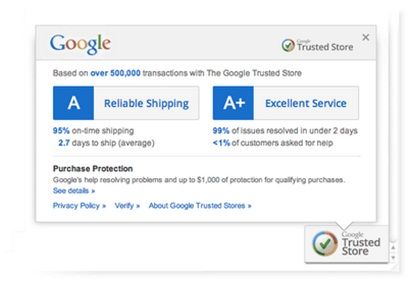 Google
Google
Trusted Store
Based on over 500,000 transactions with The Google Trusted Store
A Reliable Shipping
A+ Excellent Service
95% on-time shipping
2.7 days to ship (average)
99% of issues resolved in under 2 days
<1% of customers asked for help
Purchase Protection
Google's help resolving problems and up to $1,000 of protection for qualifying purchases.
See details »
Privacy Policy » Verify » About Google Trusted Stores »
Google
Trusted
Store